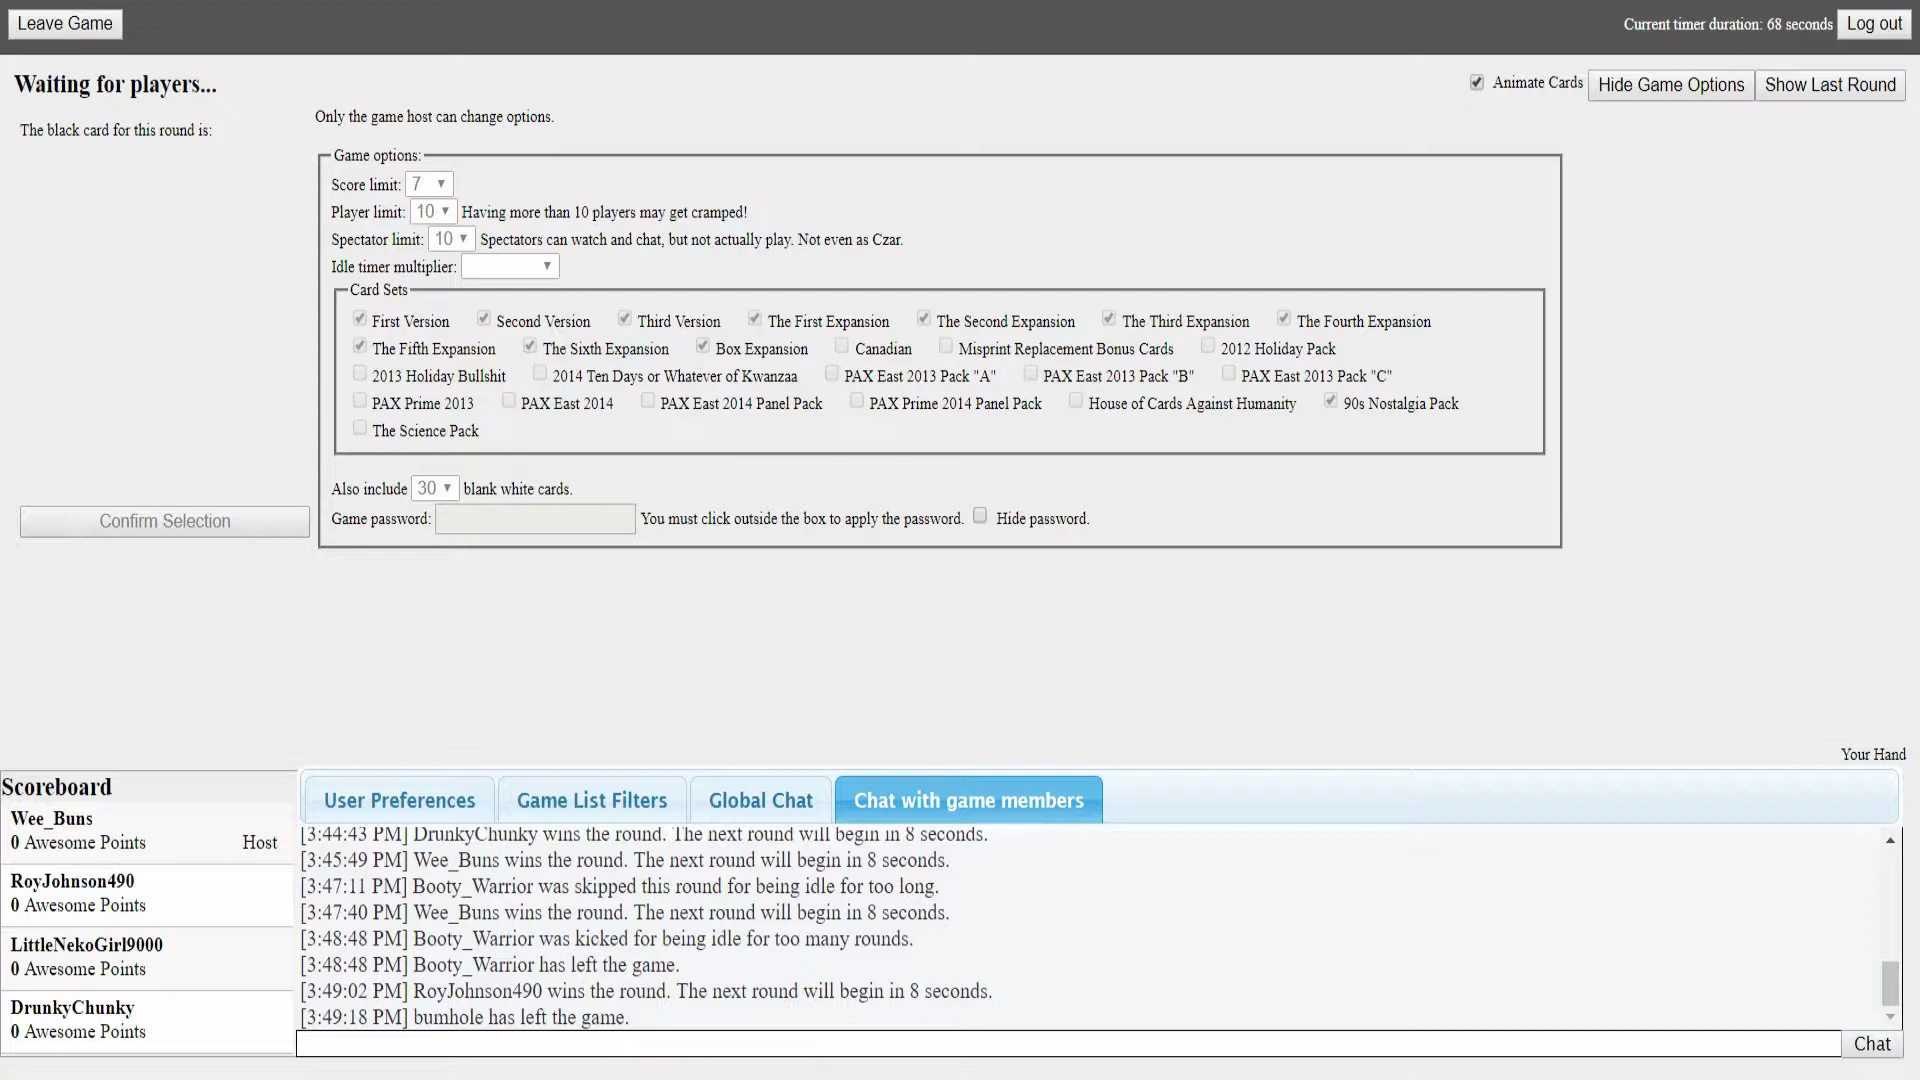 Leave Game
Current timer duration: 68 seconds Log out
Waiting for players...
Animate Cards Hide Game Options Show Last Round
The black card for this round is:
Only the game host can change options.
Game options:
Score limit: 7
Player limit: 10 Having more than 10 players may get cramped!
Spectator limit: 10 Spectators can watch and chat, but not actually play. Not even as Czar.
Idle timer multiplier:
Card Sets
First Version Second Version Third Version The First Expansion The Second Expansion The Third Expansion The Fourth Expansion
The Fifth Expansion The Sixth Expansion Box Expansion Canadian Misprint Replacement Bonus Cards 2012 Holiday Pack
2013 Holiday Bullshit 2014 Ten Days or Whatever of Kwanzaa PAX East 2013 Pack "A" PAX East 2013 Pack "B" PAX East 2013 Pack "C"
PAX Prime 2013 PAX East 2014 PAX East 2014 Panel Pack PAX Prime 2014 Panel Pack House of Cards Against Humanity 90s Nostalgia Pack
The Science Pack
Also include 30 blank white cards.
Confirm Selection
Game password: You must click outside the box to apply the password. Hide password.
Your Hand
Scoreboard
Wee_Buns
0 Awesome Points Host
RoyJohnson490
0 Awesome Points
LittleNekoGirl9000
0 Awesome Points
DrunkyChunky
0 Awesome Points
User Preferences Game List Filters Global Chat Chat with game members
[3:44:43 PM] DrunkyChunky wins the round. The next round will begin in 8 seconds.
[3:45:49 PM] Wee_Buns wins the round. The next round will begin in 8 seconds.
[3:47:11 PM] Booty_Warrior was skipped this round for being idle for too long.
[3:47:40 PM] Wee_Buns wins the round. The next round will begin in 8 seconds.
[3:48:48 PM] Booty_Warrior was kicked for being idle for too many rounds.
[3:48:48 PM] Booty_Warrior has left the game.
[3:49:02 PM] RoyJohnson490 wins the round. The next round will begin in 8 seconds.
[3:49:18 PM] bumhole has left the game.
Chat